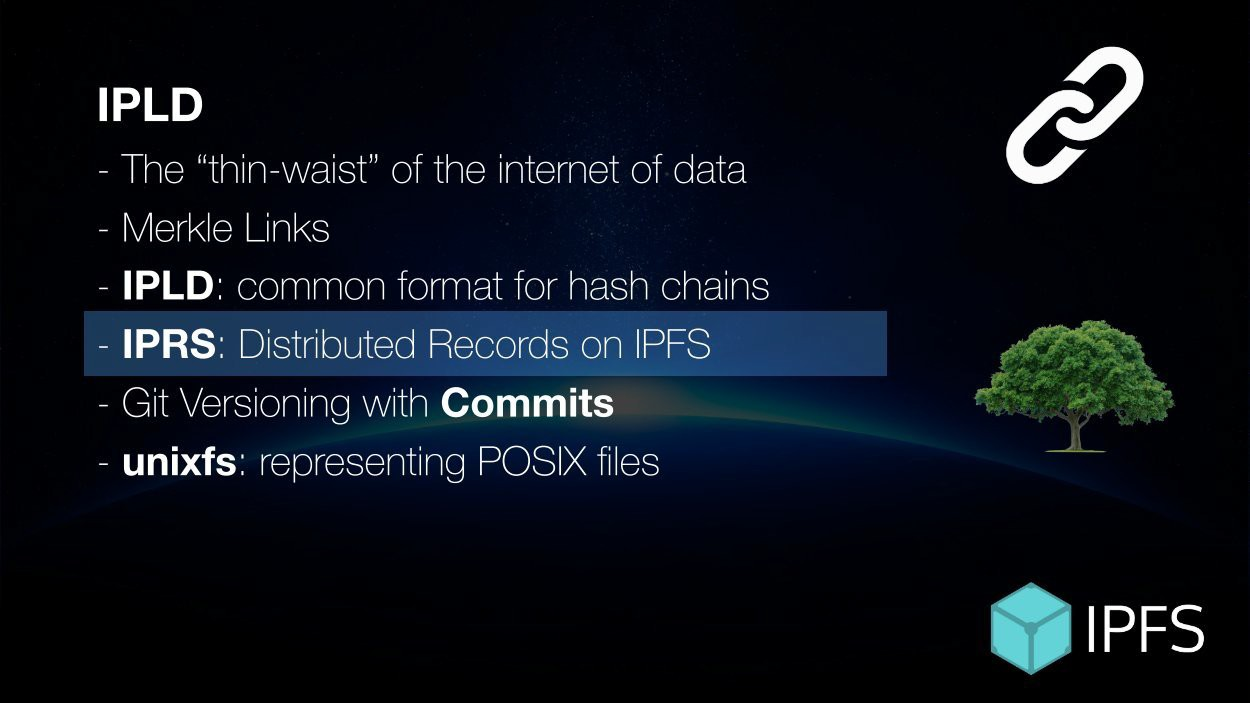 IPLD
- The “thin-waist” of the internet of data
- Merkle Links
- IPLD: common format for hash chains
- IPRS: Distributed Records on IPFS
- Git Versioning with Commits
- unixfs: representing POSIX files
IPFS